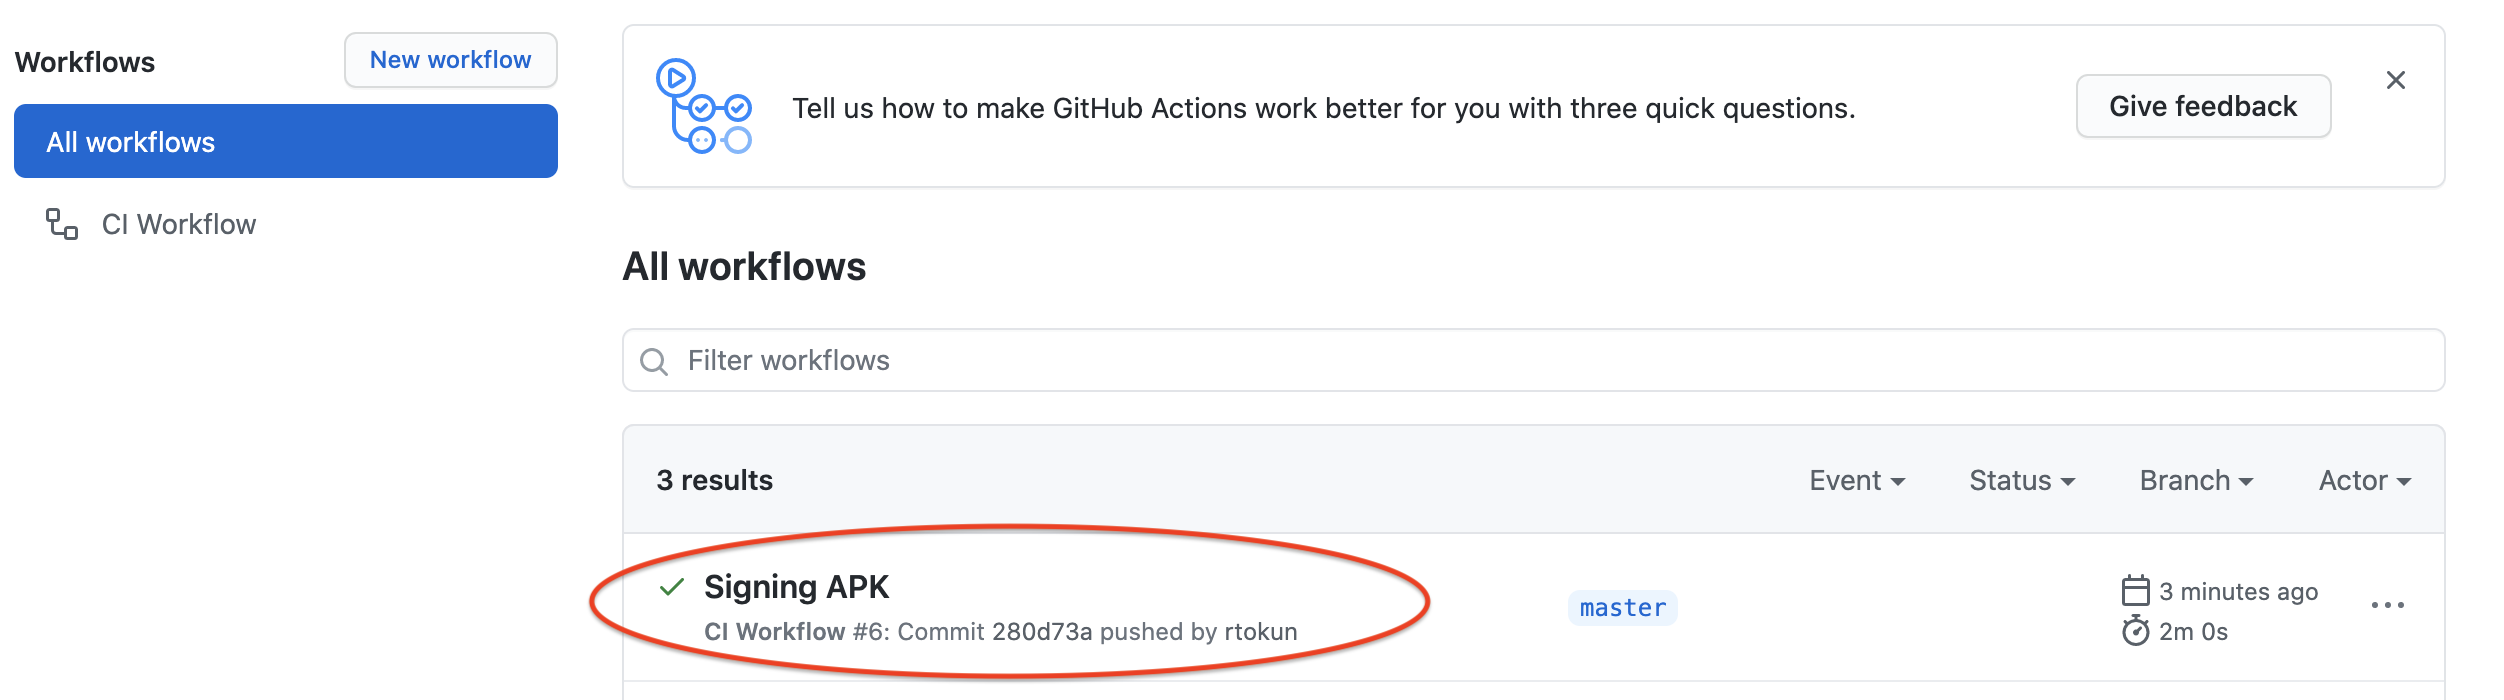 Workflows
New workflow
All workflows
CI Workflow
Tell us how to make GitHub Actions work better for you with three quick questions.
Give feedback
All workflows
Filter workflows
3 results
Event
Status
Branch
Actor
Signing APK
CI Workflow #6: Commit 280d73a pushed by rtokun
master
3 minutes ago
2m 0s